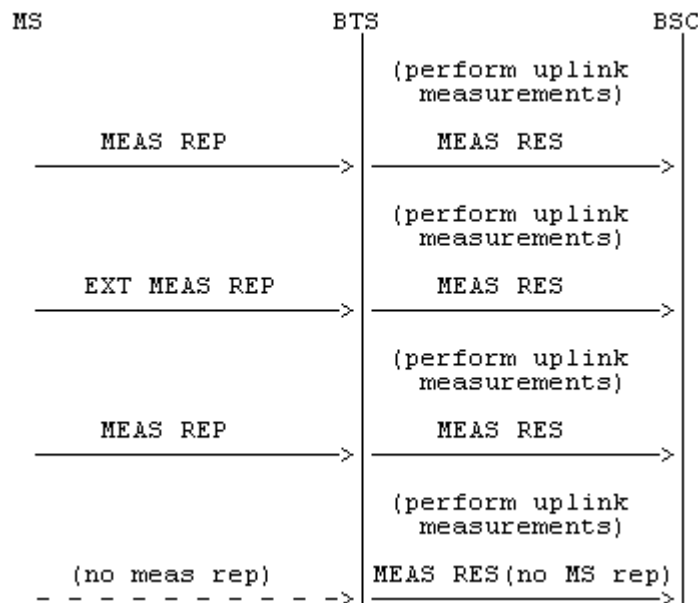 MS BTS BSC
(perform uplink
measurements)
MEAS REP MEAS RES
(perform uplink
measurements)
EXT MEAS REP MEAS RES
(perform uplink
measurements)
MEAS REP MEAS RES
(perform uplink
measurements)
(no meas rep) MEAS RES(no MS rep)